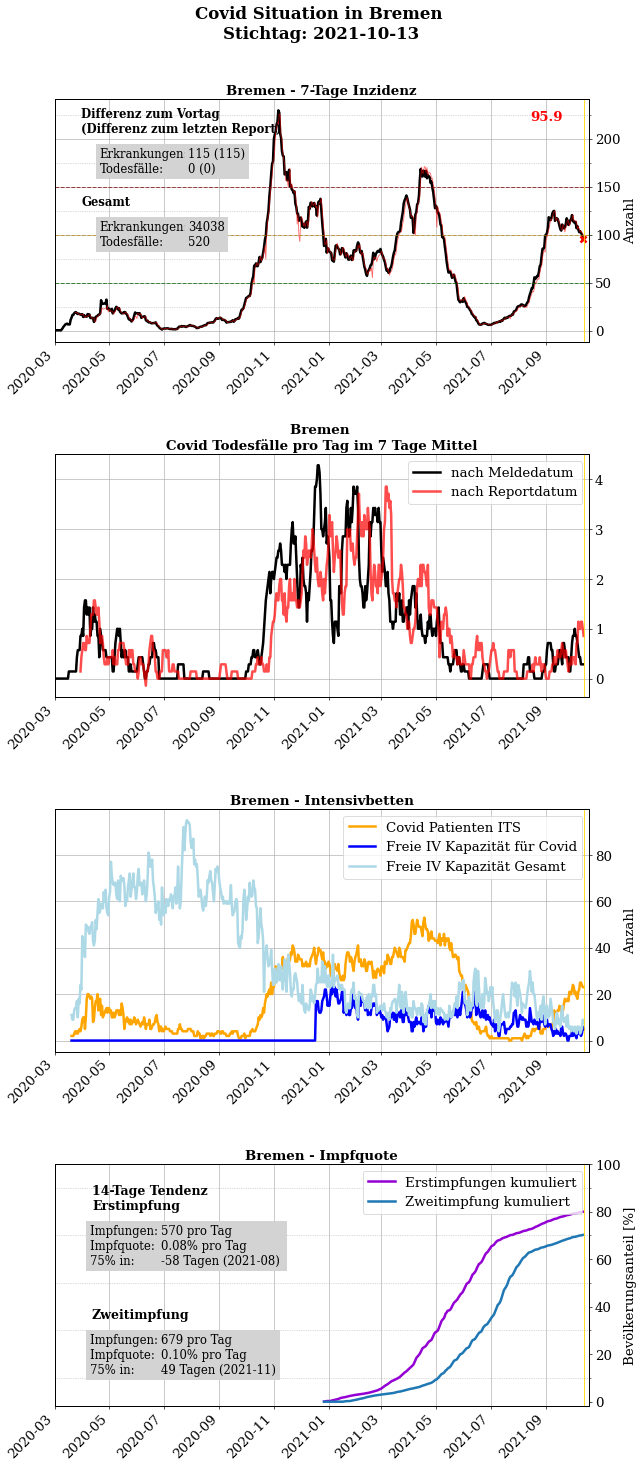 Covid Situation in Bremen
Stichtag: 2021-10-13
Bremen - 7-Tage Inzidenz
Differenz zum Vortag
(Differenz zum letzten Report)
Erkrankungen 115 (115)
Todesfälle: 0 (0)
Gesamt
Erkrankungen 34038
Todesfälle: 520
95.9
200
150
100
50
0
Anzahl
2020-03
2020-05
2020-07
2020-09
2020-11
2021-01
2021-03
2021-05
2021-07
2021-09
Bremen
Covid Todesfälle pro Tag im 7 Tage Mittel
nach Meldedatum
nach Reportdatum
4
3
2
1
0
2020-03
2020-05
2020-07
2020-09
2020-11
2021-01
2021-03
2021-05
2021-07
2021-09
Bremen - Intensivbetten
Covid Patienten ITS
Freie IV Kapazität für Covid
Freie IV Kapazität Gesamt
80
60
40
20
0
Anzahl
2020-03
2020-05
2020-07
2020-09
2020-11
2021-01
2021-03
2021-05
2021-07
2021-09
Bremen - Impfquote
14-Tage Tendenz
Erstimpfung
Impfungen: 570 pro Tag
Impfquote: 0.08% pro Tag
75% in: -58 Tagen (2021-08)
Zweitimpfung
Impfungen: 679 pro Tag
Impfquote: 0.10% pro Tag
75% in: 49 Tagen (2021-11)
Erstimpfungen kumuliert
Zweitimpfung kumuliert
100
80
60
40
20
0
Bevölkerungsanteil [%]
2020-03
2020-05
2020-07
2020-09
2020-11
2021-01
2021-03
2021-05
2021-07
2021-09